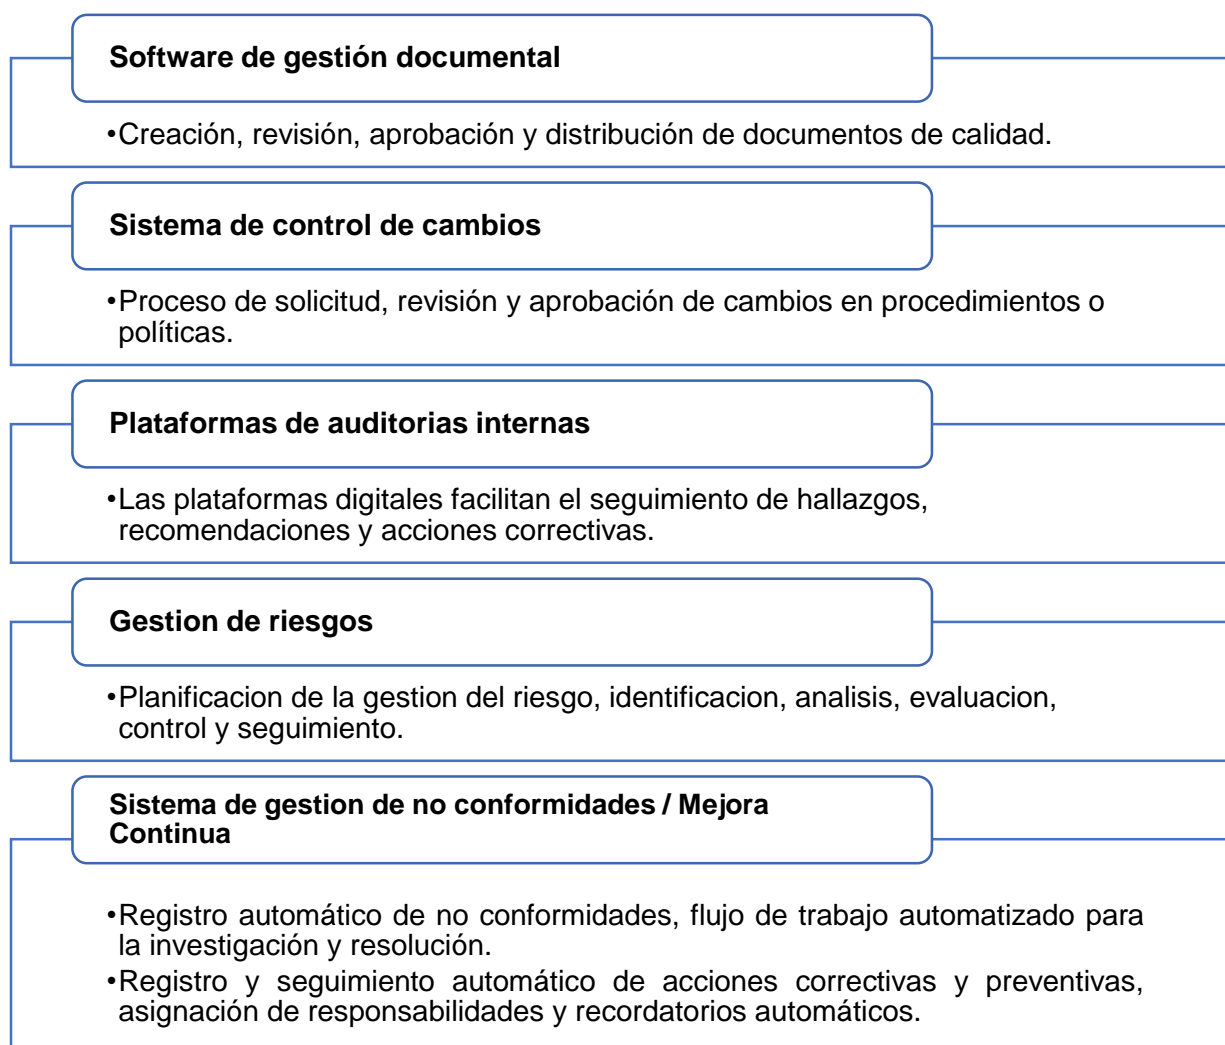 Software de gestión documental
•Creación, revisión, aprobación y distribución de documentos de calidad.
Sistema de control de cambios
•Proceso de solicitud, revisión y aprobación de cambios en procedimientos o
políticas.
Plataformas de auditorias internas
•Las plataformas digitales facilitan el seguimiento de hallazgos,
recomendaciones y acciones correctivas.
Gestion de riesgos
•Planificacion de la gestion del riesgo, identificacion, analisis, evaluacion,
control y seguimiento.
Sistema de gestion de no conformidades / Mejora
Continua
•Registro automático de no conformidades, flujo de trabajo automatizado para
la investigación y resolución.
•Registro y seguimiento automático de acciones correctivas y preventivas,
asignación de responsabilidades y recordatorios automáticos.